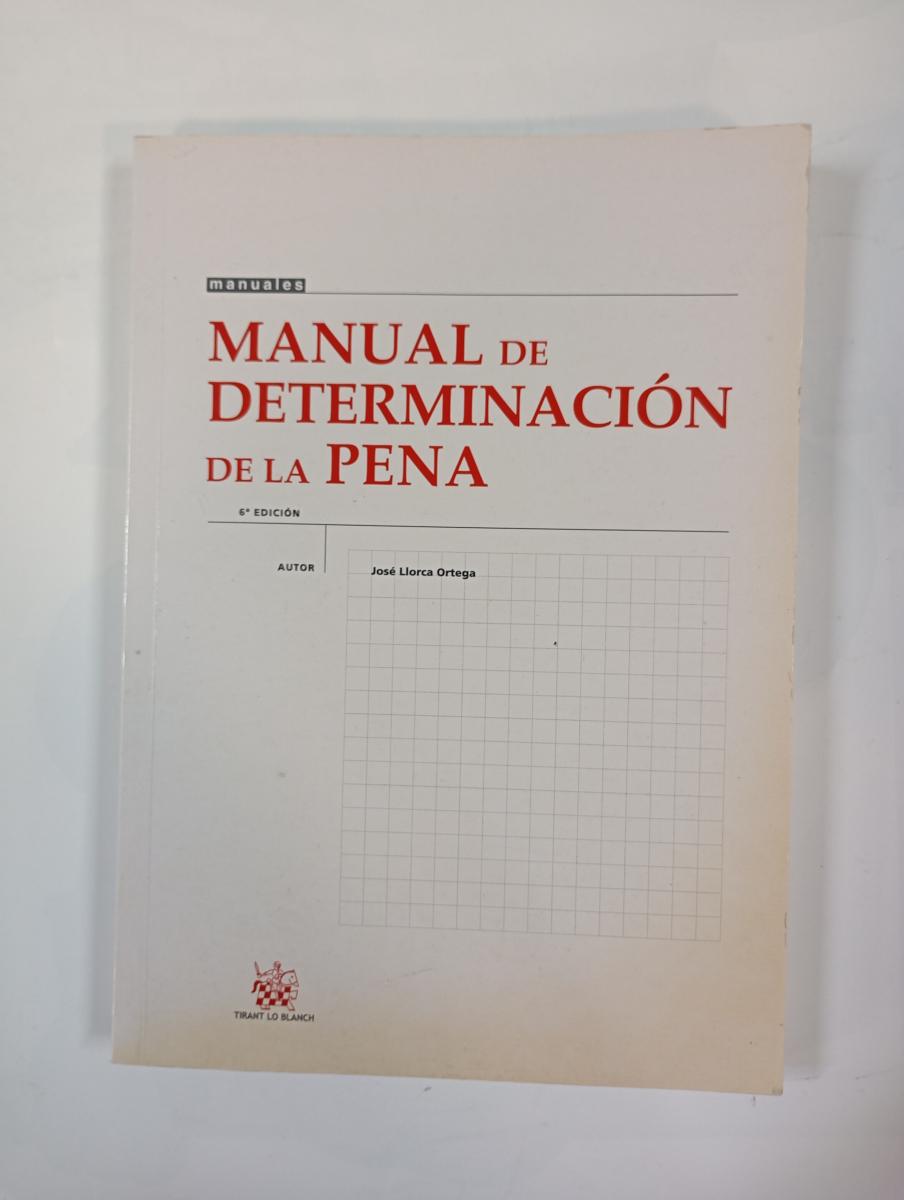 manuales
MANUAL DE
DETERMINACIÓN
DE LA PENA
6ª EDICIÓN
AUTOR
José Llorca Ortega
TIRANT LO BLANCH